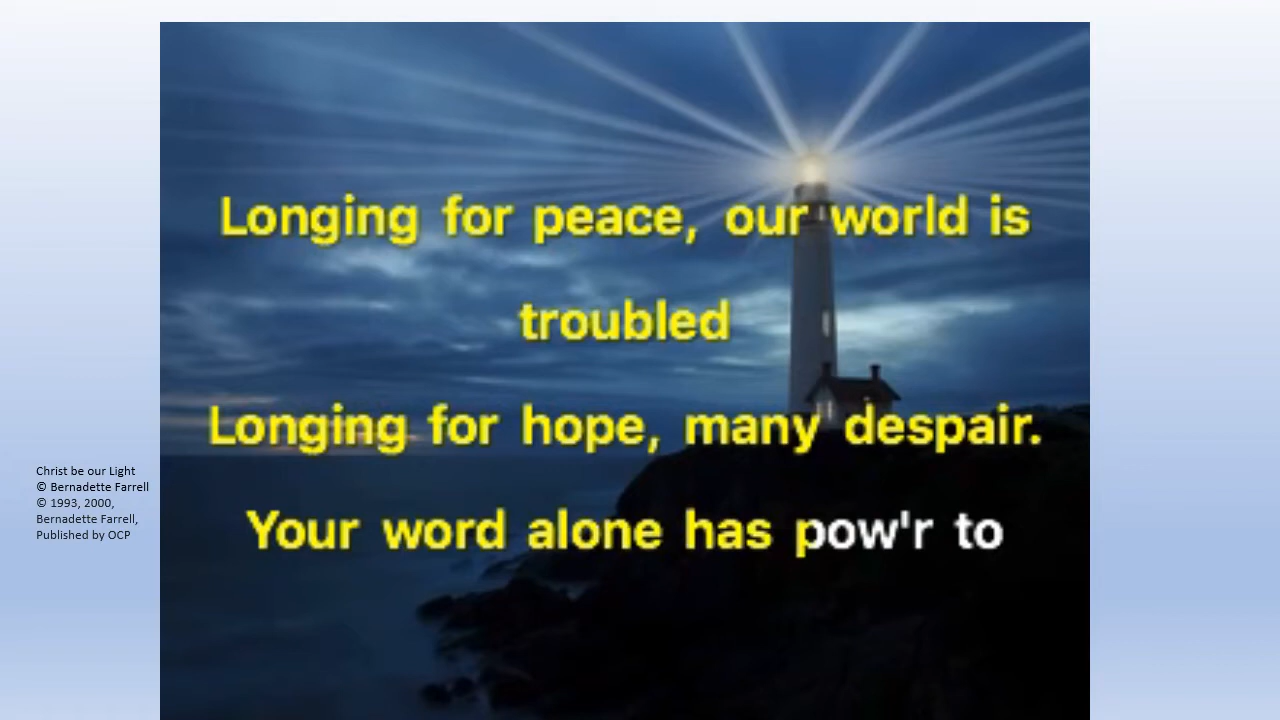 Longing for peace, our world is
troubled
Longing for hope, many despair.
Your word alone has pow'r to
Christ be our Light
© Bernadette Farrell
© 1993, 2000,
Bernadette Farrell,
Published by OCP